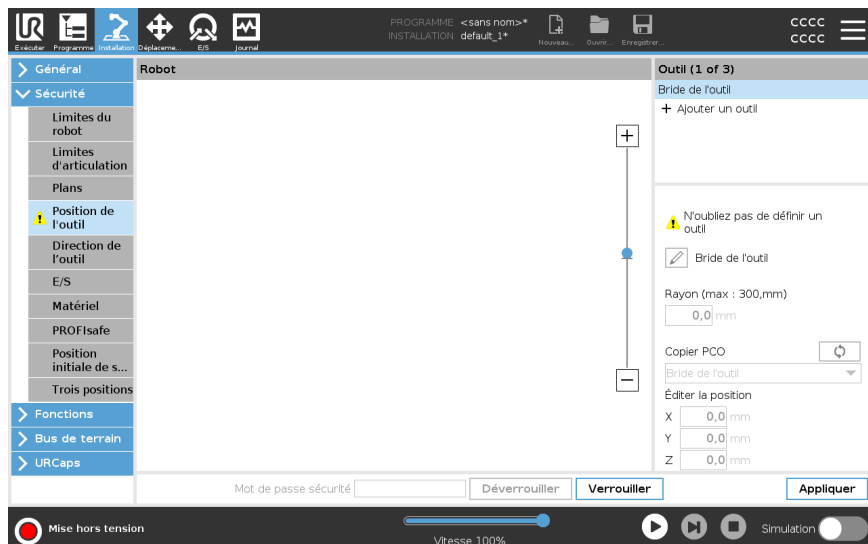 Exécuter
Programme
Installation
Déplaceme...
E/S
Journal
PROGRAMME <sans nom>*
INSTALLATION default_1*
Nouveau...
Ouvrir...
Enregistrer...
CCCC
CCCC
Général
Sécurité
Limites du
robot
Limites
d'articulation
Plans
Position de
l'outil
Direction de
l’outil
E/S
Matériel
PROFIsafe
Position
initiale de s...
Trois positions
Fonctions
Bus de terrain
URCaps
Robot
Outil (1 of 3)
Bride de l'outil
+ Ajouter un outil
N'oubliez pas de définir un
outil
Bride de l'outil
Rayon (max : 300,mm)
0,0 mm
Copier PCO
Bride de l'outil
Éditer la position
X 0,0 mm
Y 0,0 mm
Z 0,0 mm
Mot de passe sécurité
Déverrouiller
Verrouiller
Appliquer
Mise hors tension
Vitesse 100%
Simulation